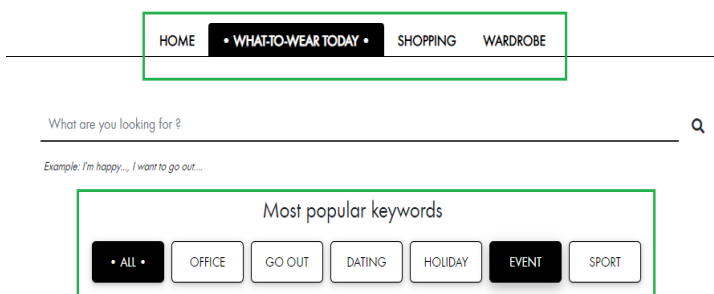 HOME • WHAT-TO-WEAR TODAY • SHOPPING WARDROBE
What are you looking for ?
Example: I'm happy..., I want to go out....
Most popular keywords
• ALL • OFFICE GO OUT DATING HOLIDAY EVENT SPORT